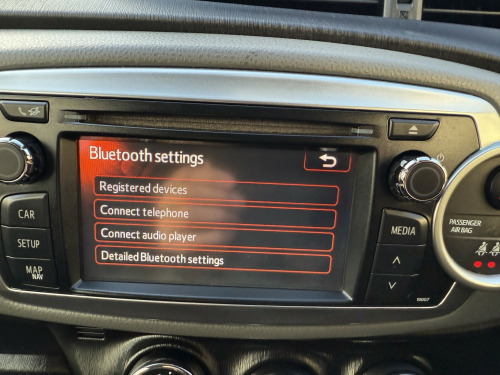 Bluetooth settings
Registered devices
Connect telephone
Connect audio player
Detailed Bluetooth settings
CAR
SETUP
MAP
NAV
MEDIA
PASSENGER
AIR BAG